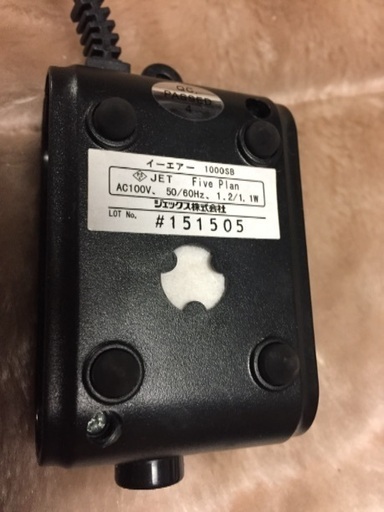 QC.
PASSED
4
イーエアー 1000SB
JET Five Plan
AC100V、50/60Hz、1.2/1.1W
ジェックス株式会社
LOT No. #151505